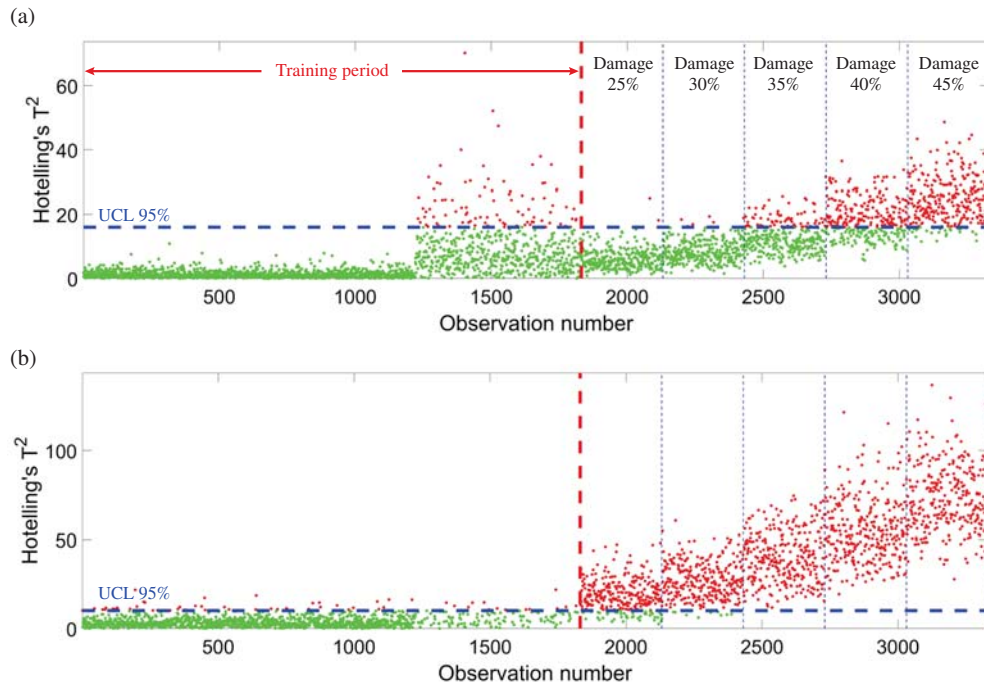 (a)
Hotelling's T²
60
40
20
0
Training period
UCL 95%
Damage 25%
Damage 30%
Damage 35%
Damage 40%
Damage 45%
500 1000 1500 2000 2500 3000
Observation number
(b)
Hotelling's T²
100
50
0
UCL 95%
500 1000 1500 2000 2500 3000
Observation number